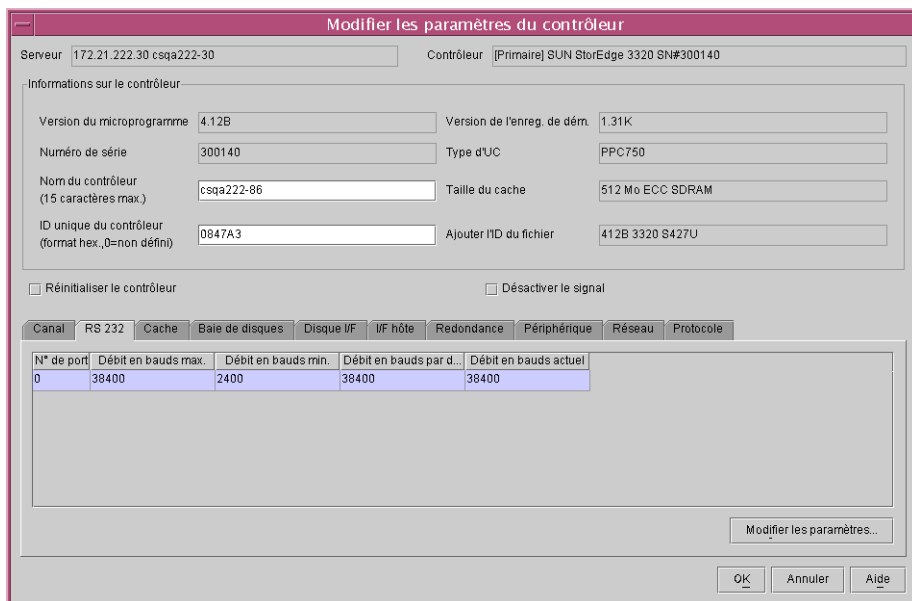 Modifier les paramètres du contrôleur
Serveur 172.21.222.30 csqa222-30 Contrôleur [Primaire] SUN StorEdge 3320 SN#300140
Informations sur le contrôleur
Version du microprogramme 4.12B Version de l'enreg. de dém. 1.31K
Numéro de série 300140 Type d'UC PPC750
Nom du contrôleur
(15 caractères max.) csqa222-86 Taille du cache 512 Mo ECC SDRAM
ID unique du contrôleur
(format hex.,0=non défini) 0847A3 Ajouter l'ID du fichier 412B 3320 S427U
Réinitialiser le contrôleur Désactiver le signal
Canal RS 232 Cache Baie de disques Disque I/F I/F hôte Redondance Périphérique Réseau Protocole
N° de port Débit en bauds max. Débit en bauds min. Débit en bauds par d... Débit en bauds actuel
0 38400 2400 38400 38400
Modifier les paramètres...
OK Annuler Aide